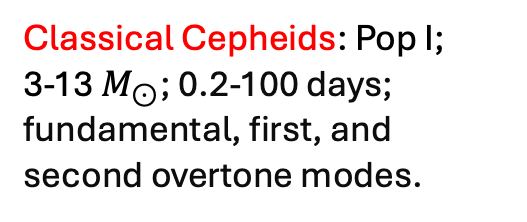 Classical Cepheids: Pop I;
3-13 M☉; 0.2-100 days;
fundamental, first, and
second overtone modes.